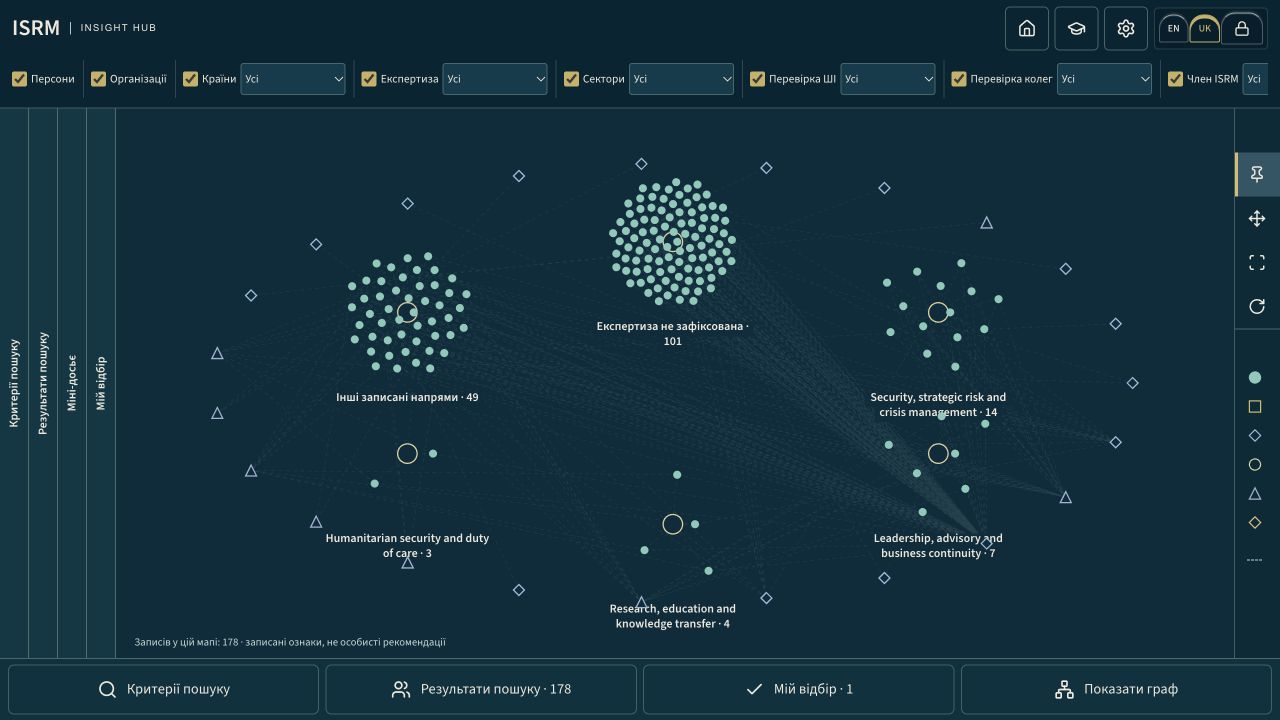 ISRM | INSIGHT HUB
EN
UK
Персони
Організації
Країни
Усі
Експертиза
Усі
Сектори
Усі
Перевірка ШІ
Усі
Перевірка колег
Усі
Член ISRM
Усі
Критерії пошуку
Результати пошуку
Міні-досьє
Мій відбір
Експертиза не зафіксована ·
101
Інші записані напрями · 49
Security, strategic risk and
crisis management · 14
Humanitarian security and duty
of care · 3
Leadership, advisory and
business continuity · 7
Research, education and
knowledge transfer · 4
Записів у цій мапі: 178 · записані ознаки, не особисті рекомендації
Критерії пошуку
Результати пошуку · 178
Мій відбір · 1
Показати граф